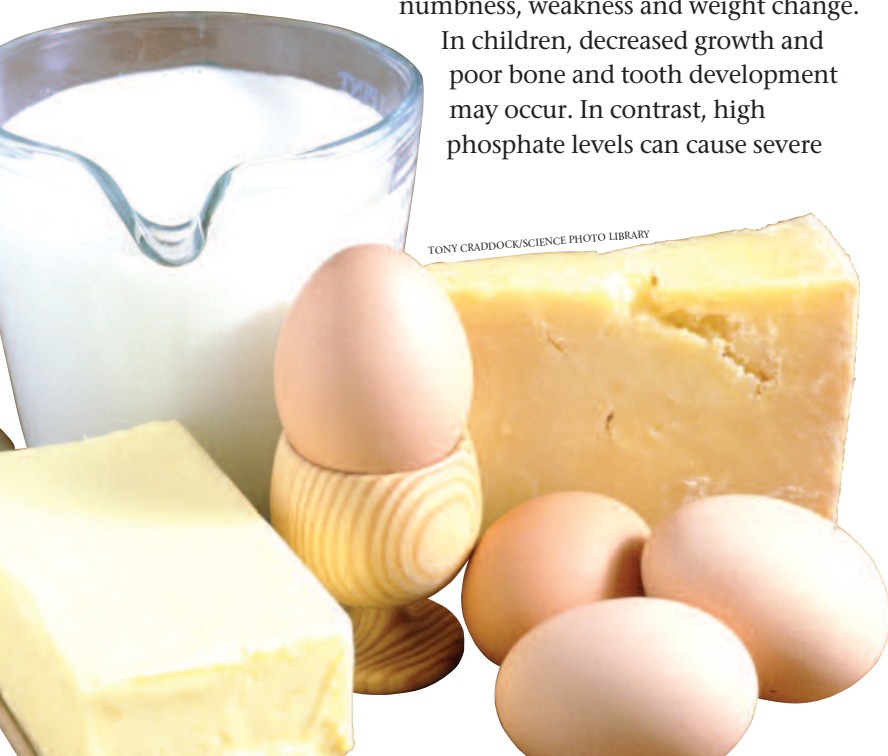 numbness, weakness and weight change.
In children, decreased growth and
poor bone and tooth development
may occur. In contrast, high
phosphate levels can cause severe
TONY CRADDOCK/SCIENCE PHOTO LIBRARY